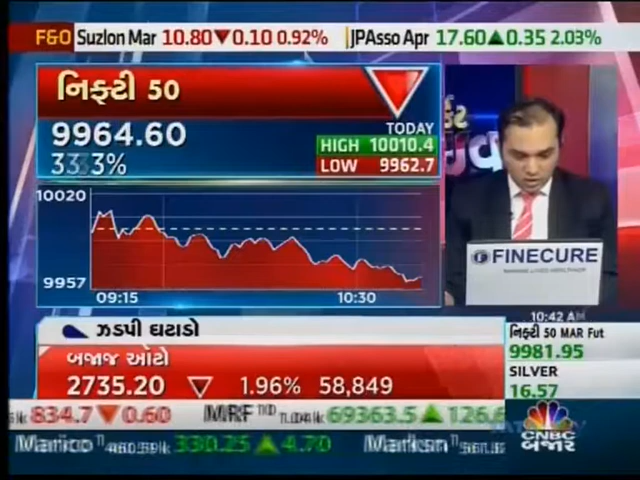 F&O Suzlon Mar 10.80 ▼ 0.10 0.92% JPAsso Apr 17.60 ▲ 0.35 2.03%
નિફ્ટી 50
9964.60
TODAY
HIGH 10010.4
LOW 9962.7
10020
9957
09:15 10:30
FINECURE
10:42 AM
ઝડપી ઘટાડો
બજાજ ઓટો
2735.20 ▼ 1.96% 58,849
નિફ્ટી 50 MAR Fut
9981.95
SILVER
16.57
834.7 ▼ 0.60 MRF 69363.5 ▲ 126.6
Marico 330.25 ▲ 4.70
CNBC
બજાર